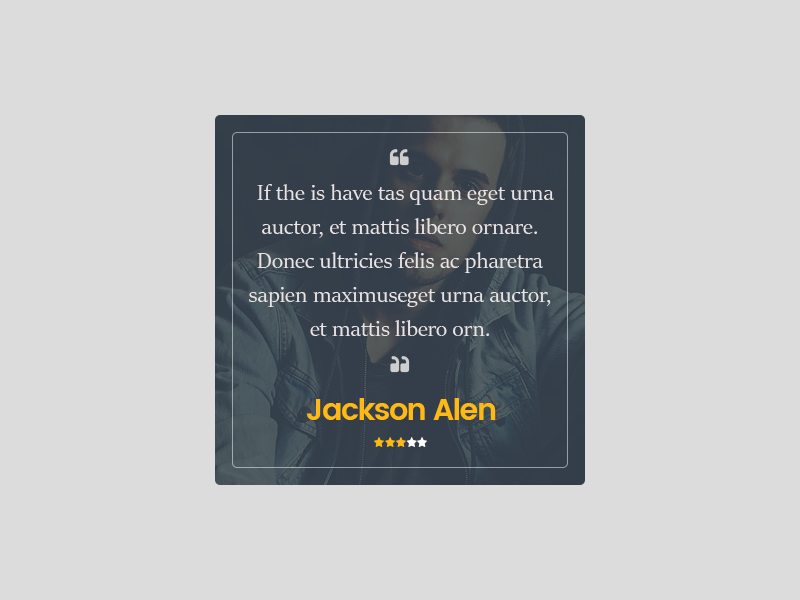 “
If the is have tas quam eget urna
auctor, et mattis libero ornare.
Donec ultricies felis ac pharetra
sapien maximuseget urna auctor,
et mattis libero orn.
”
Jackson Alen